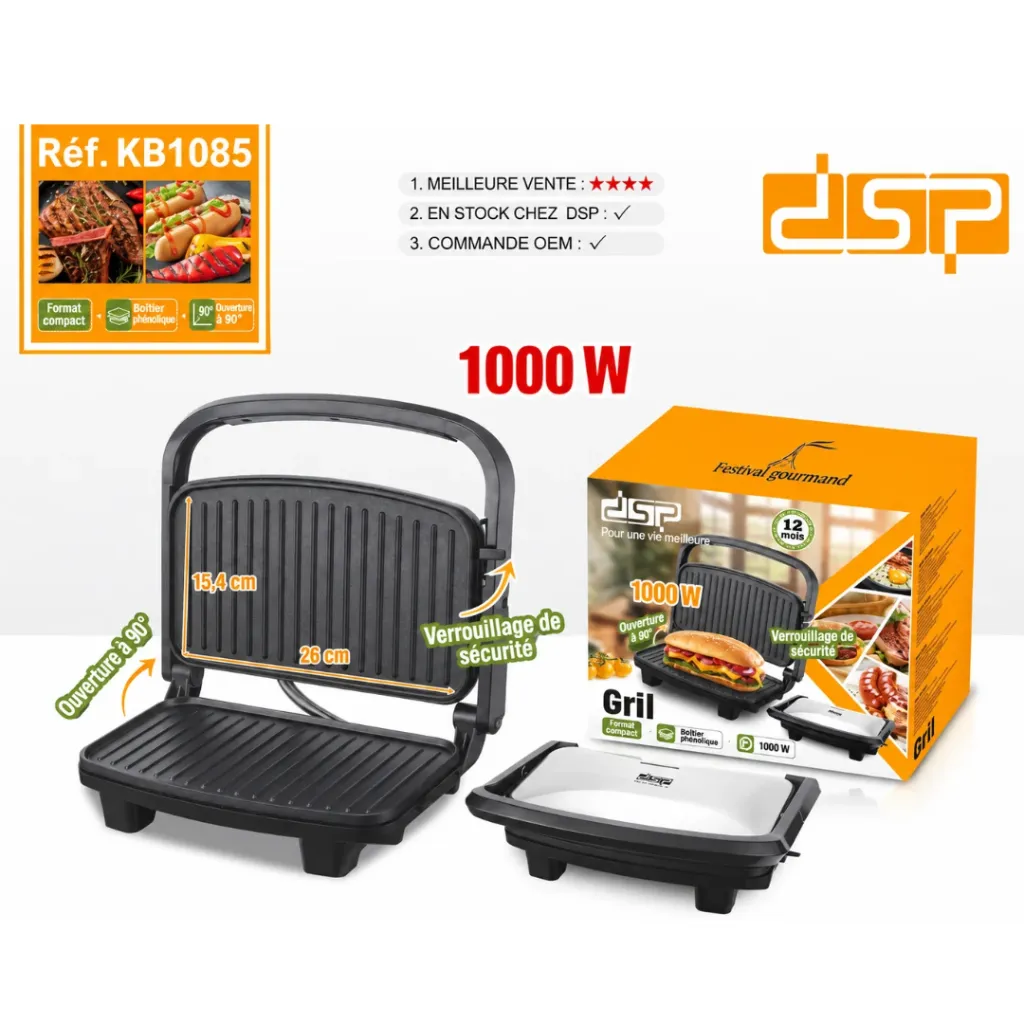 Réf. KB1085
Format
compact
Boîtier
phénolique
90°
Ouverture
à 90°
1. MEILLEURE VENTE : ★★★★
2. EN STOCK CHEZ DSP : ✓
3. COMMANDE OEM : ✓
dsp
1000 W
15,4 cm
26 cm
Ouverture à 90°
Verrouillage de
sécurité
dsp
Festival gourmand
dsp
Pour une vie meilleure
12
mois
1000 W
Ouverture
à 90°
Verrouillage de
sécurité
Gril
Format
compact
Boîtier
phénolique
1000 W
Gril